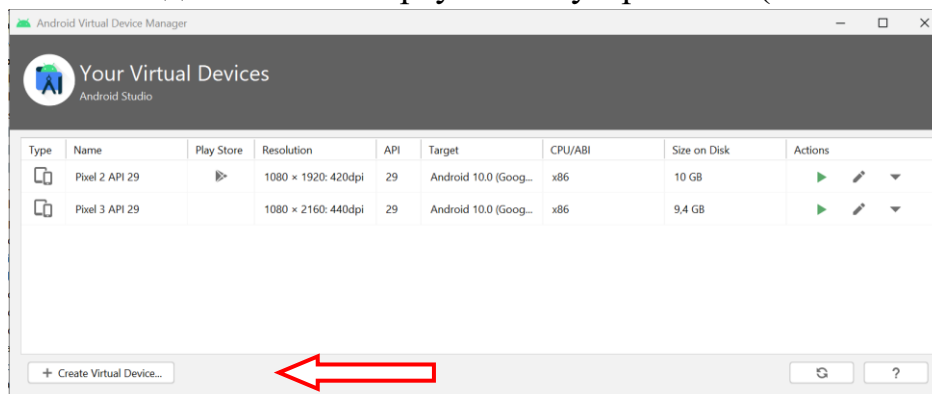 Android Virtual Device Manager
Your Virtual Devices
Android Studio
Type Name Play Store Resolution API Target CPU/ABI Size on Disk Actions
Pixel 2 API 29 1080 × 1920: 420dpi 29 Android 10.0 (Goog... x86 10 GB
Pixel 3 API 29 1080 × 2160: 440dpi 29 Android 10.0 (Goog... x86 9,4 GB
+ Create Virtual Device... ?